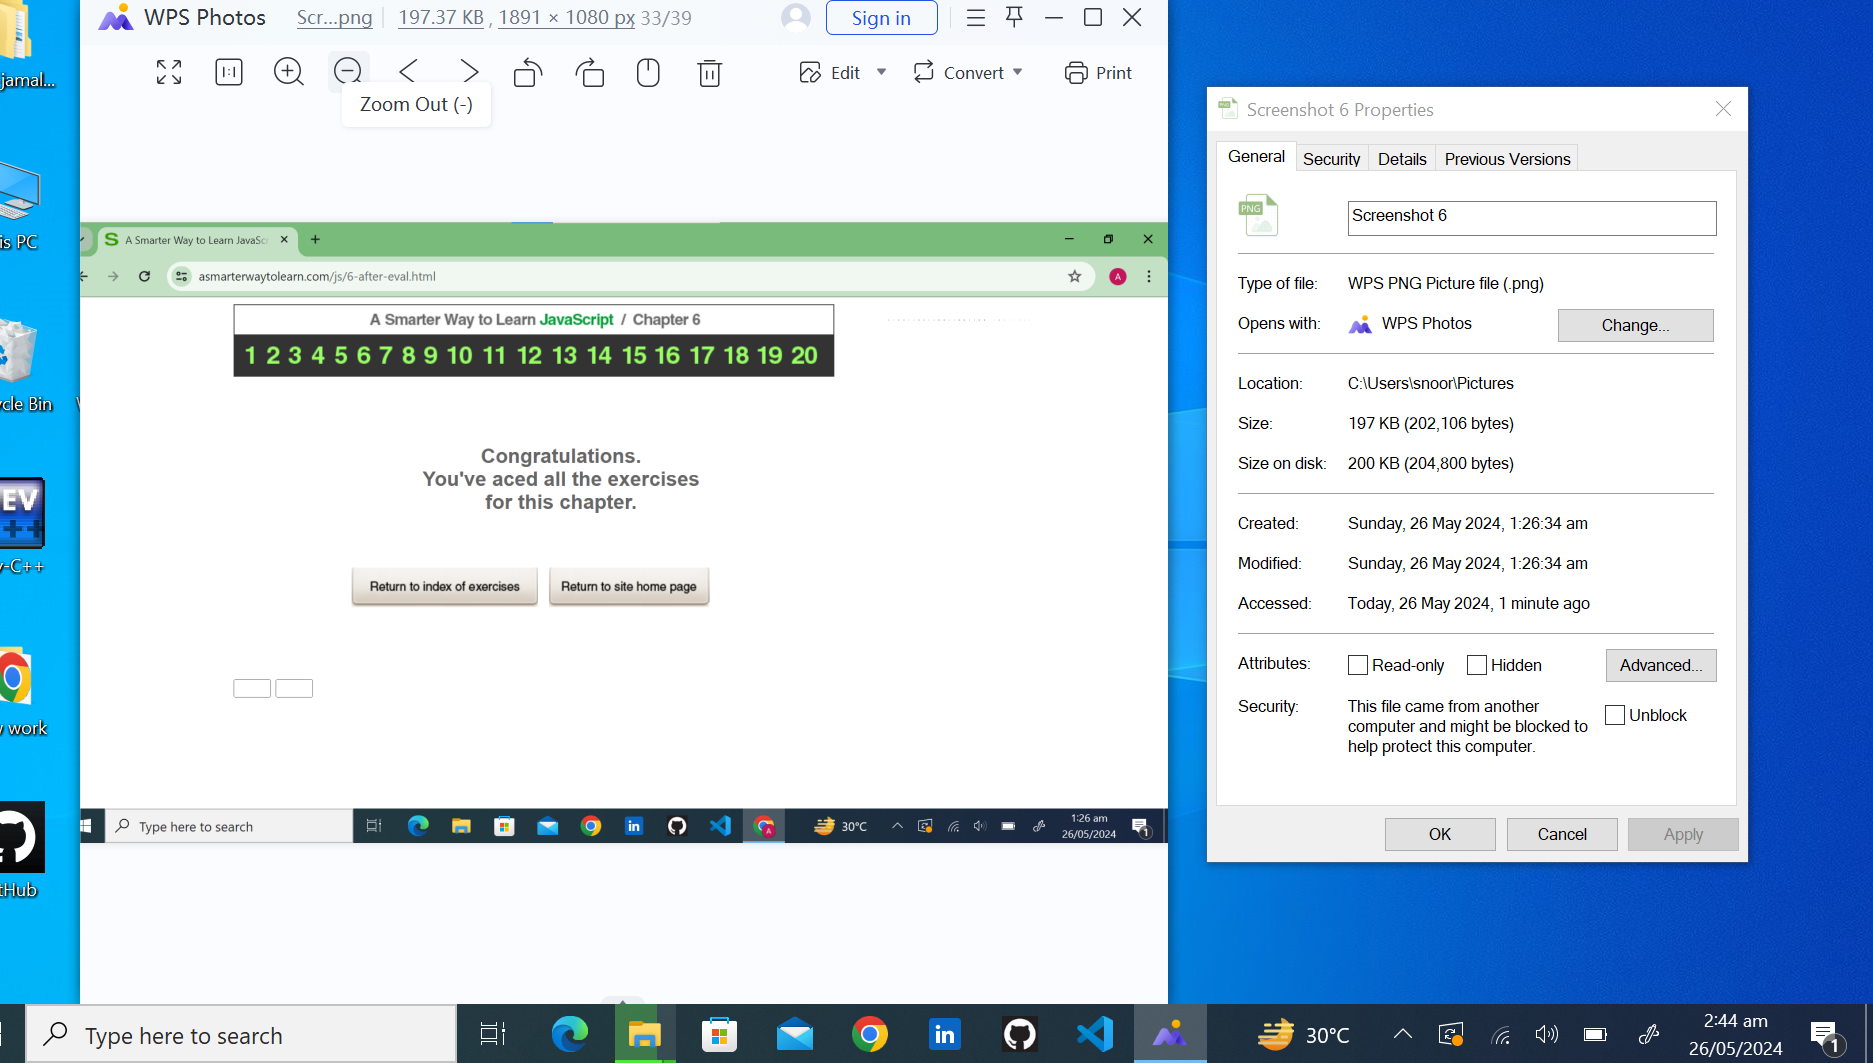 WPS Photos
Scr...png
197.37 KB , 1891 × 1080 px 33/39
Sign in
Edit
Convert
Print
Zoom Out (-)
jamal...
is PC
cle Bin
EV
++
-C++
work
tHub
A Smarter Way to Learn JavaSc
asmarterwaytolearn.com/js/6-after-eval.html
A
A Smarter Way to Learn JavaScript / Chapter 6
1 2 3 4 5 6 7 8 9 10 11 12 13 14 15 16 17 18 19 20
Congratulations.
You've aced all the exercises
for this chapter.
Return to index of exercises
Return to site home page
Type here to search
30°C
1:26 am
26/05/2024
1
Screenshot 6 Properties
General
Security
Details
Previous Versions
PNG
Screenshot 6
Type of file: WPS PNG Picture file (.png)
Opens with: WPS Photos
Change...
Location: C:\Users\snoor\Pictures
Size: 197 KB (202,106 bytes)
Size on disk: 200 KB (204,800 bytes)
Created: Sunday, 26 May 2024, 1:26:34 am
Modified: Sunday, 26 May 2024, 1:26:34 am
Accessed: Today, 26 May 2024, 1 minute ago
Attributes: Read-only Hidden
Advanced...
Security: This file came from another
computer and might be blocked to
help protect this computer.
Unblock
OK
Cancel
Apply
Type here to search
30°C
2:44 am
26/05/2024
1